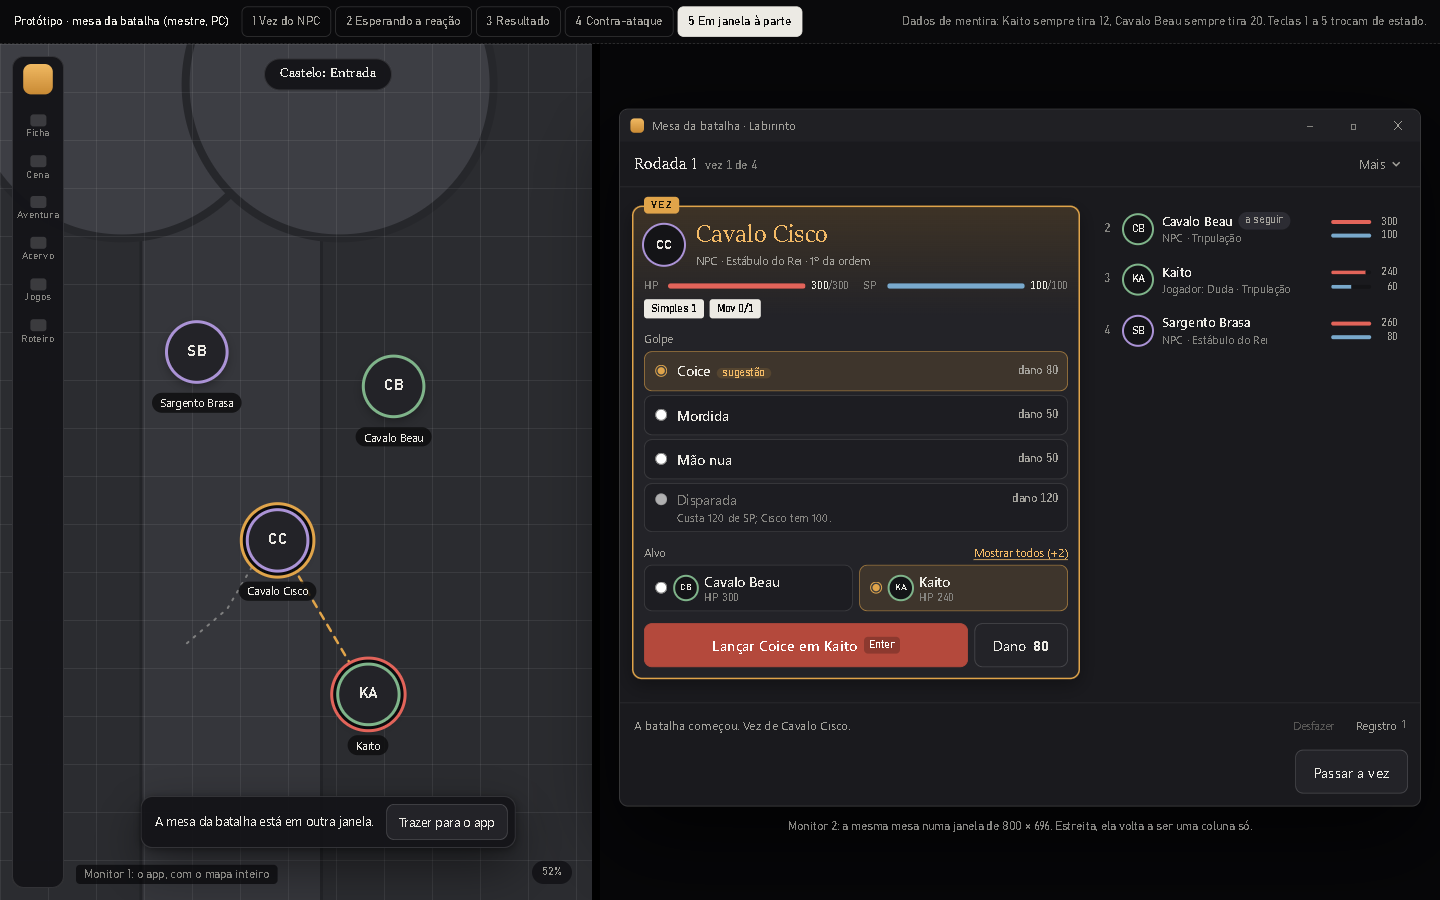 Protótipo · mesa da batalha (mestre, PC)
1 Vez do NPC
2 Esperando a reação
3 Resultado
4 Contra-ataque
5 Em janela à parte
Dados de mentira: Kaito sempre tira 12, Cavalo Beau sempre tira 20. Teclas 1 a 5 trocam de estado.
Castelo: Entrada
Ficha
Cena
Aventura
Acervo
Jogos
Roteiro
SB
Sargento Brasa
CB
Cavalo Beau
CC
Cavalo Cisco
KA
Kaito
A mesa da batalha está em outra janela.
Trazer para o app
Monitor 1: o app, com o mapa inteiro
52%
Mesa da batalha · Labirinto
Rodada 1 vez 1 de 4
Mais
VEZ
CC
Cavalo Cisco
NPC · Estábulo do Rei · 1º da ordem
HP 300/300 SP 100/100
Simples 1
Mov 0/1
Golpe
Coice sugestão dano 80
Mordida dano 50
Mão nua dano 50
Disparada dano 120
Custa 120 de SP; Cisco tem 100.
Alvo
Mostrar todos (+2)
CB
Cavalo Beau
HP 300
KA
Kaito
HP 240
Lançar Coice em Kaito Enter
Dano 80
2 CB Cavalo Beau a seguir 300
NPC · Tripulação 100
3 KA Kaito 240
Jogador: Duda · Tripulação 60
4 SB Sargento Brasa 260
NPC · Estábulo do Rei 80
A batalha começou. Vez de Cavalo Cisco.
Desfazer
Registro 1
Passar a vez
Monitor 2: a mesma mesa numa janela de 800 × 696. Estreita, ela volta a ser uma coluna só.